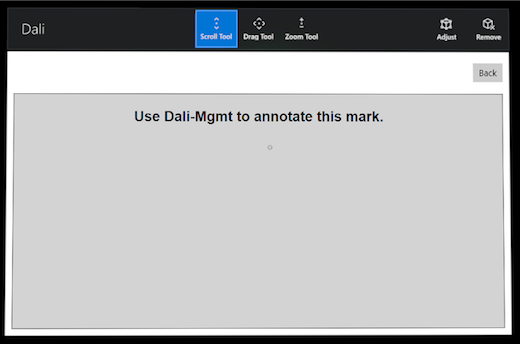 Dali
Scroll Tool
Drag Tool
Zoom Tool
Adjust
Remove
Back
Use Dali-Mgmt to annotate this mark.